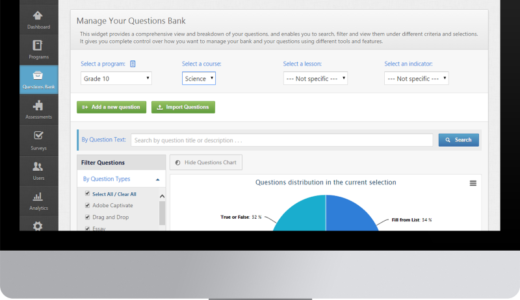 Manage Your Questions Bank
This widget provides a comprehensive view and breakdown of your questions, and enables you to search, filter and view them under different criteria and selections.
It gives you complete control over how you want to manage your bank and your questions using different tools and features.
Dashboard
Programs
Questions Bank
Assessments
Surveys
Users
Analytics
Select a program:
Select a course:
Select a lesson:
Select an indicator:
Grade 10
Science
--- Not specific ---
--- Not specific ---
Add a new question
Import Questions
By Question Text:
Search by question title or description. . . .
Search
Filter Questions
Hide Questions Chart
By Question Types
Select All / Clear All
Adobe Captivate
Drag and Drop
Essay
Questions distribution in the current selection
True or False: 32 %
Fill from List: 34 %